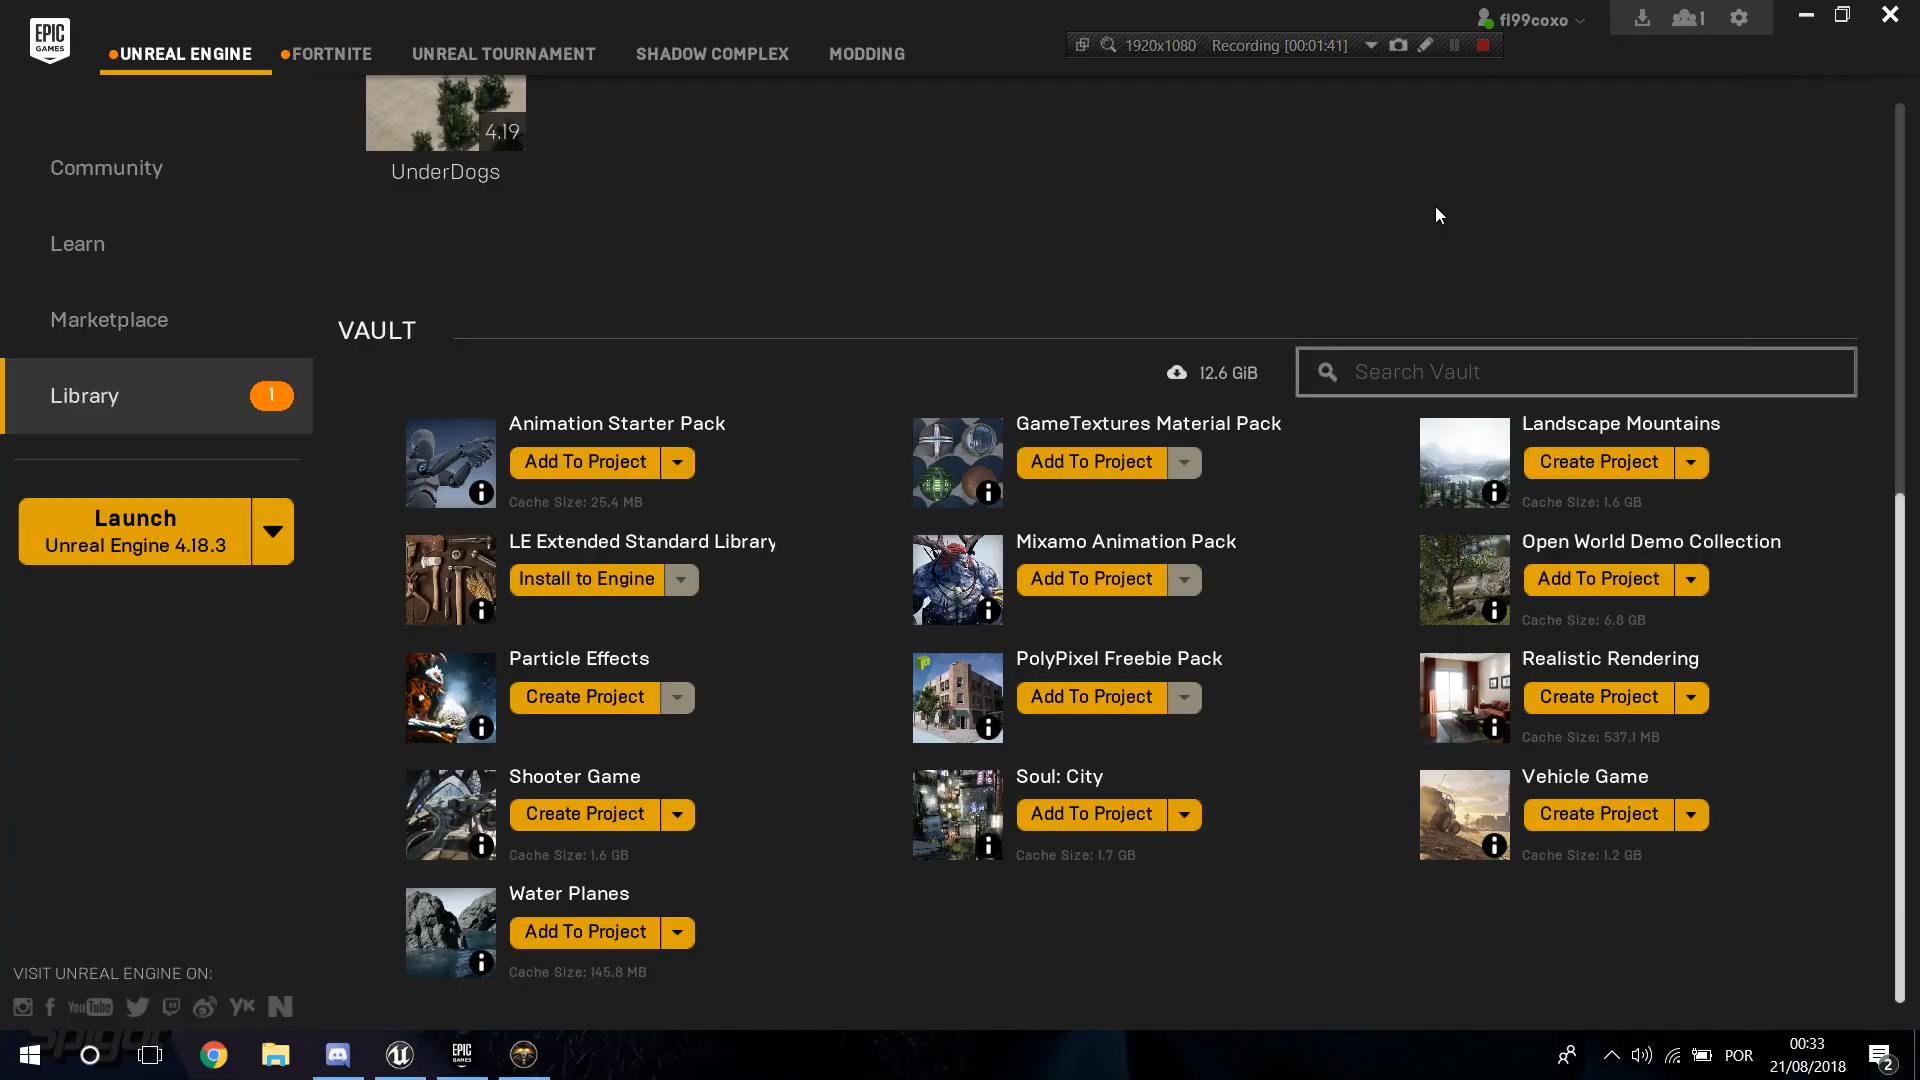 EPIC
GAMES
UNREAL ENGINE
FORTNITE
UNREAL TOURNAMENT
SHADOW COMPLEX
MODDING
1920x1080
Recording [00:01:41]
fl99coxo
1
Community
Learn
Marketplace
Library
1
Launch
Unreal Engine 4.18.3
4.19
UnderDogs
VAULT
12.6 GiB
Search Vault
Animation Starter Pack
Add To Project
Cache Size: 25.4 MB
GameTextures Material Pack
Add To Project
Landscape Mountains
Create Project
Cache Size: 1.6 GB
LE Extended Standard Library
Install to Engine
Mixamo Animation Pack
Add To Project
Open World Demo Collection
Add To Project
Cache Size: 6.8 GB
Particle Effects
Create Project
PolyPixel Freebie Pack
Add To Project
Realistic Rendering
Create Project
Cache Size: 537.1 MB
Shooter Game
Create Project
Cache Size: 1.6 GB
Soul: City
Add To Project
Cache Size: 1.7 GB
Vehicle Game
Create Project
Cache Size: 1.2 GB
Water Planes
Add To Project
Cache Size: 145.8 MB
VISIT UNREAL ENGINE ON:
YouTube
EPIC
GAMES
POR
00:33
21/08/2018
2